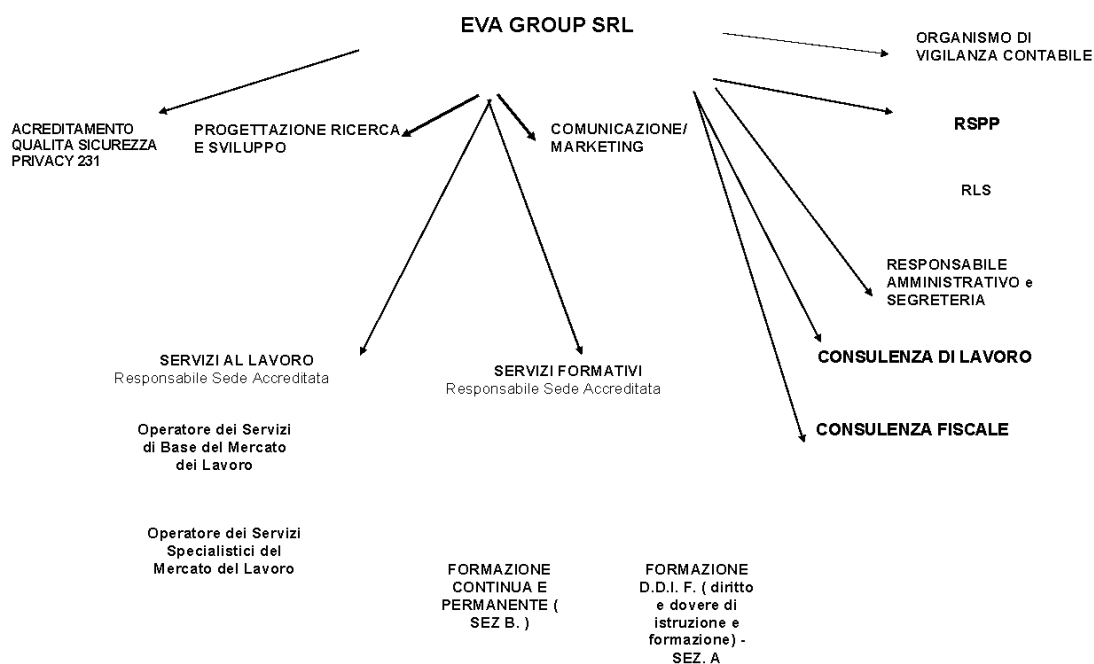 EVA GROUP SRL
ORGANISMO DI
VIGILANZA CONTABILE
ACREDITAMENTO
QUALITA SICUREZZA
PRIVACY 231
PROGETTAZIONE RICERCA
E SVILUPPO
COMUNICAZIONE/
MARKETING
RSPP
RLS
RESPONSABILE
AMMINISTRATIVO e
SEGRETERIA
CONSULENZA DI LAVORO
CONSULENZA FISCALE
SERVIZI AL LAVORO
Responsabile Sede Accreditata
SERVIZI FORMATIVI
Responsabile Sede Accreditata
Operatore dei Servizi
di Base del Mercato
dei Lavoro
Operatore dei Servizi
Specialistici del
Mercato del Lavoro
FORMAZIONE
CONTINUA E
PERMANENTE (
SEZ B. )
FORMAZIONE
D.D.I. F. ( diritto
e dovere di
istruzione e
formazione) -
SEZ. A